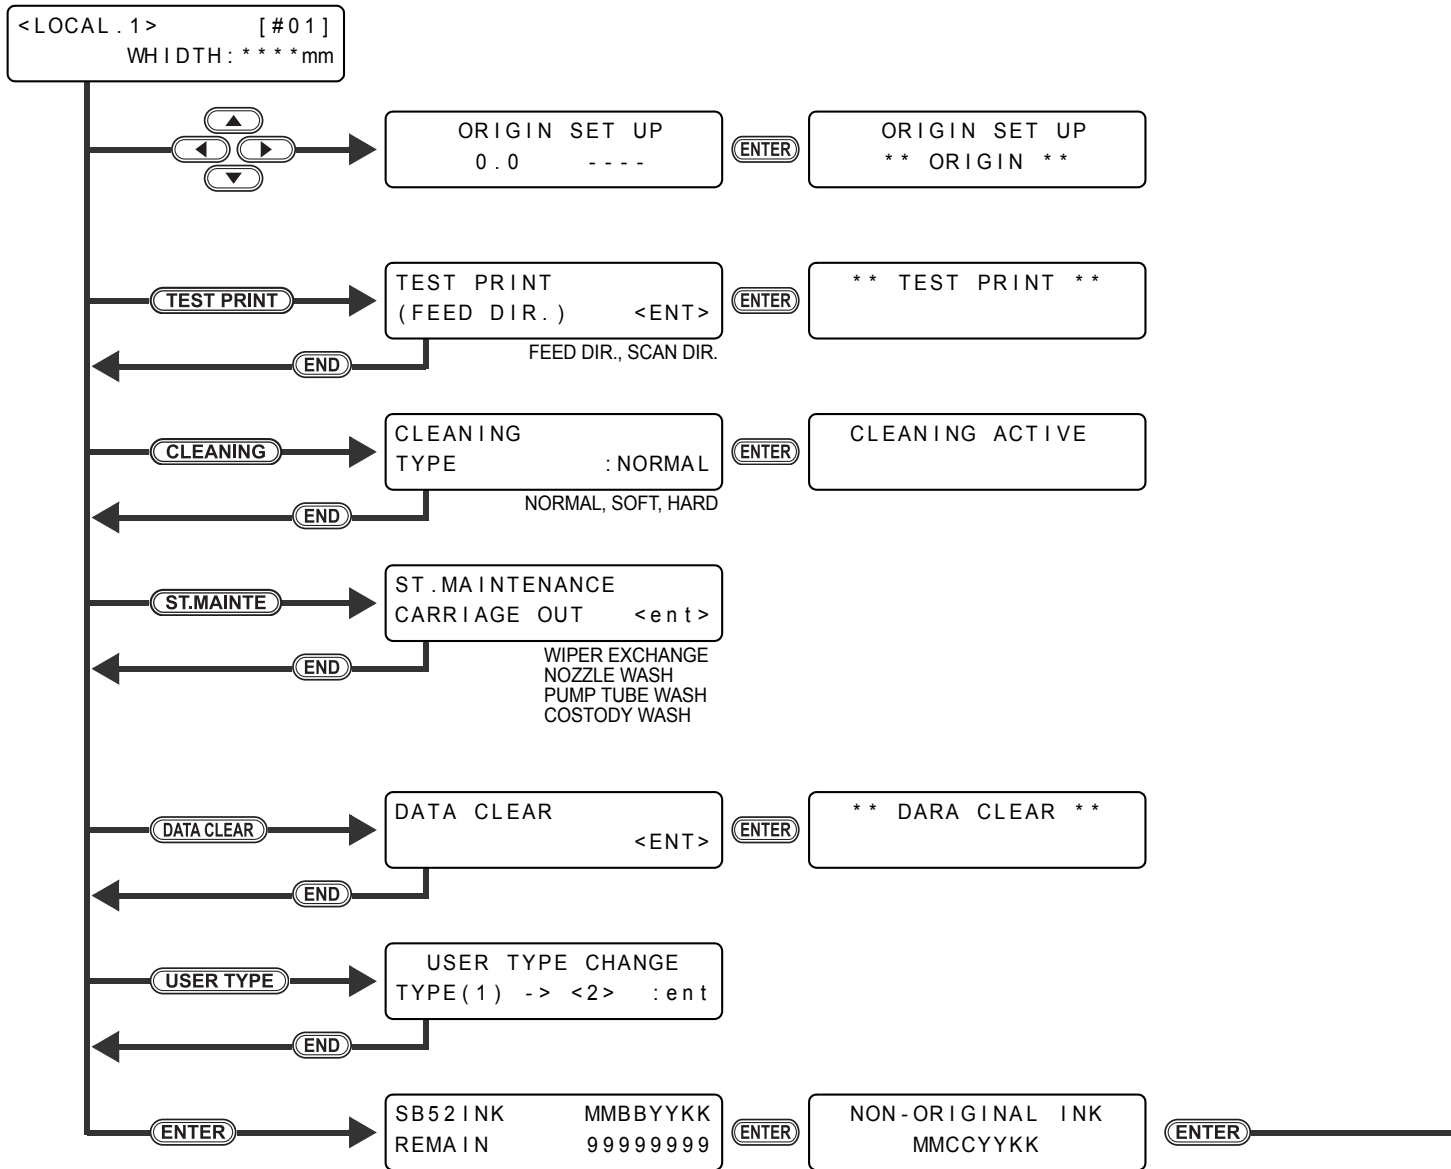 <LOCAL.1> [#01]
WHIDTH:****mm
ORIGIN SET UP
0.0 ----
ENTER
ORIGIN SET UP
** ORIGIN **
TEST PRINT
TEST PRINT
(FEED DIR.) <ENT>
ENTER
** TEST PRINT **
FEED DIR., SCAN DIR.
END
CLEANING
CLEANING
TYPE :NORMAL
ENTER
CLEANING ACTIVE
NORMAL, SOFT, HARD
END
ST.MAINTE
ST.MAINTENANCE
CARRIAGE OUT <ent>
END
WIPER EXCHANGE
NOZZLE WASH
PUMP TUBE WASH
COSTODY WASH
DATA CLEAR
DATA CLEAR
<ENT>
ENTER
** DARA CLEAR **
END
USER TYPE
USER TYPE CHANGE
TYPE(1) -> <2> :ent
END
ENTER
SB52INK MMBBYYKK
REMAIN 99999999
ENTER
NON-ORIGINAL INK
MMCCYYKK
ENTER